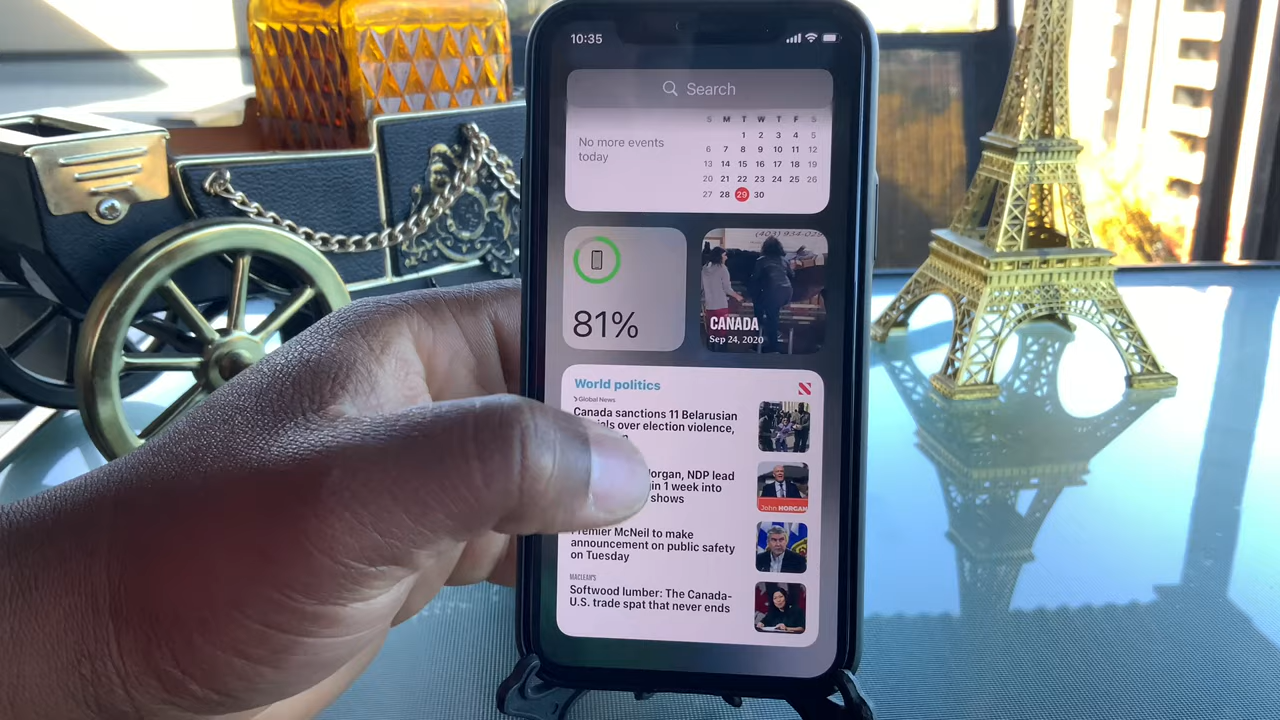 10:35
Search
S M T W T F S
No more events
today
1 2 3 4 5
6 7 8 9 10 11 12
13 14 15 16 17 18 19
20 21 22 23 24 25 26
27 28 29 30
81%
(403) 934-02
CANADA
Sep 24, 2020
World politics
Global News
Canada sanctions 11 Belarusian
ials over election violence,
organ, NDP lead
in 1 week into
shows
Premier McNeil to make
announcement on public safety
on Tuesday
John HORGAN
MACLEAN'S
Softwood lumber: The Canada-
U.S. trade spat that never ends